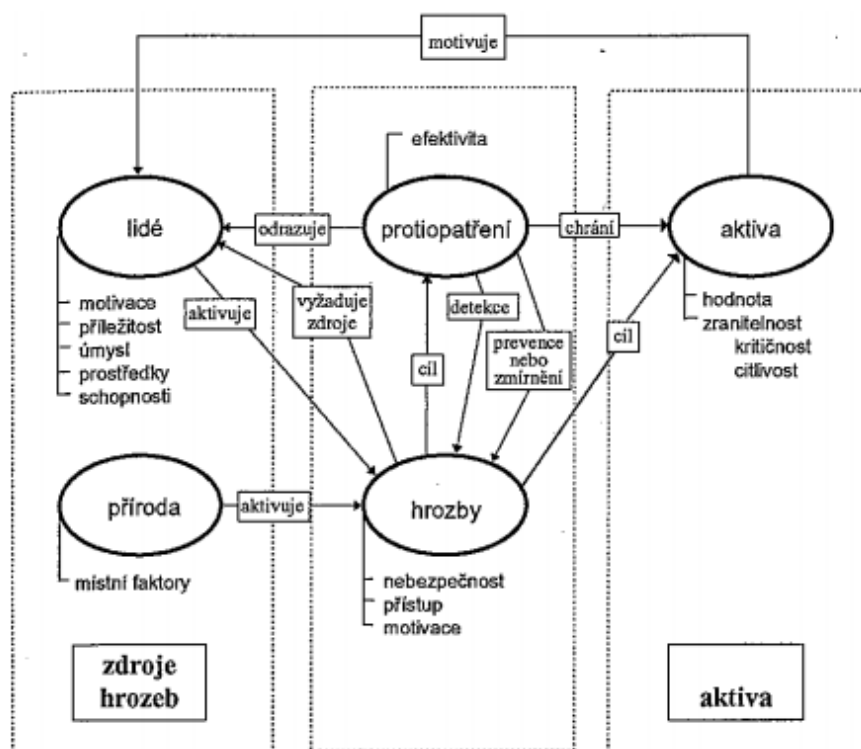 motivuje
efektivita
lidé
odrazuje
protiopatření
chrání
aktiva
motivace
příležitost
úmysl
prostředky
schopnosti
aktivuje
vyžaduje
zdroje
cíl
detekce
prevence
nebo
zmírnění
cíl
hodnota
zranitelnost
kritičnost
citlivost
příroda
aktivuje
hrozby
místní faktory
nebezpečnost
přístup
motivace
zdroje
hrozeb
aktiva